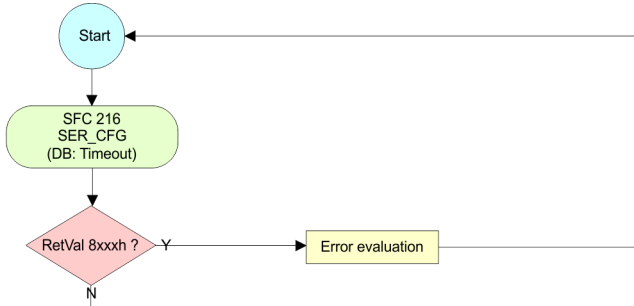 Start
SFC 216
SER_CFG
(DB: Timeout)
RetVal 8xxxh ?
Y
Error evaluation
N